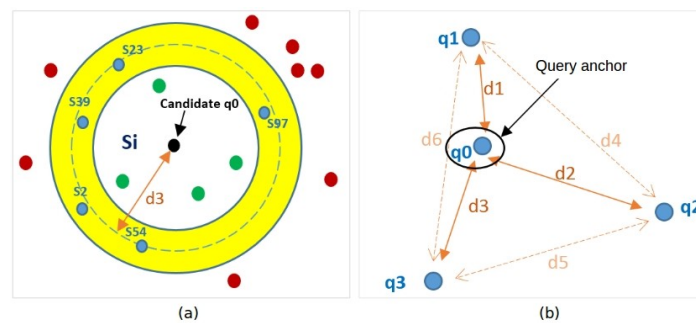 S23
S39
Candidate q0
S97
Si
d3
S2
S54
(a)
q1
Query anchor
d1
d6
d4
q0
d2
d3
q2
d5
q3
(b)